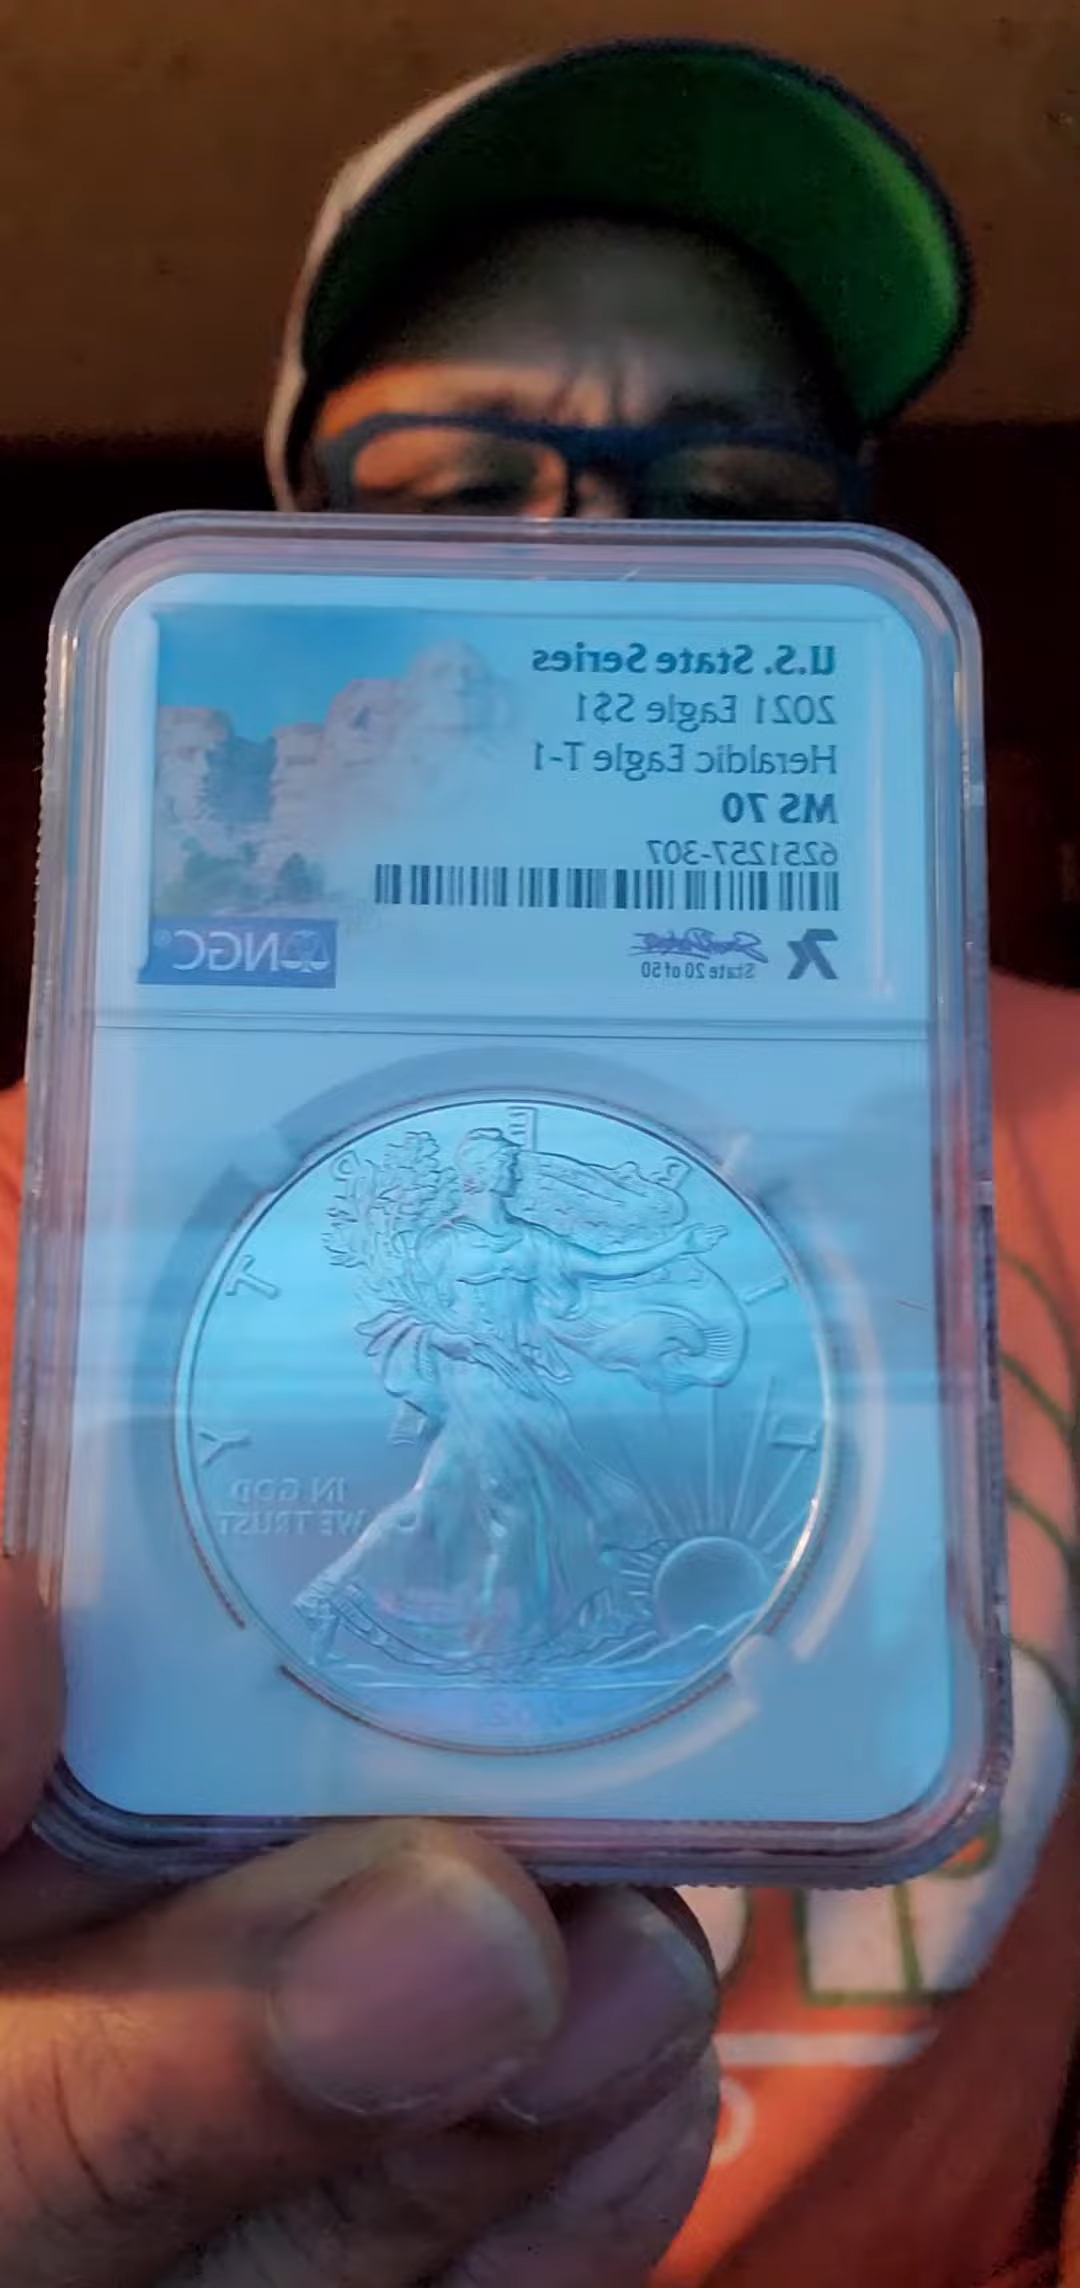 U.S. State Series
2021 Eagle S$1
Heraldic Eagle T-1
MS 70
6251257-307
State 20 of 50
NGC®
LIBERTY
IN GOD
WE TRUST